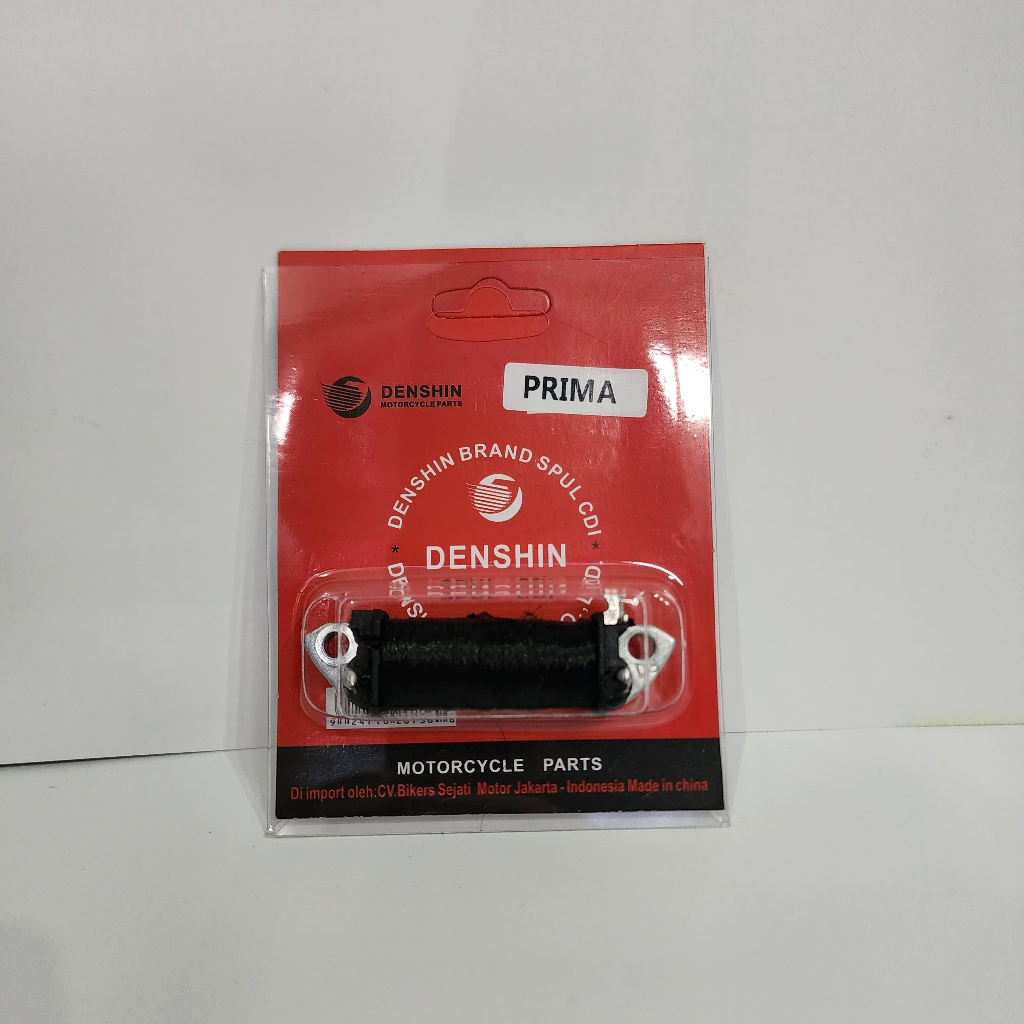 DENSHIN
MOTORCYCLE PARTS
PRIMA
DENSHIN BRAND SPUL CDI
* DENSHIN *
MOTORCYCLE PARTS
Di import oleh:CV.Bikers Sejati Motor Jakarta - Indonesia Made in china